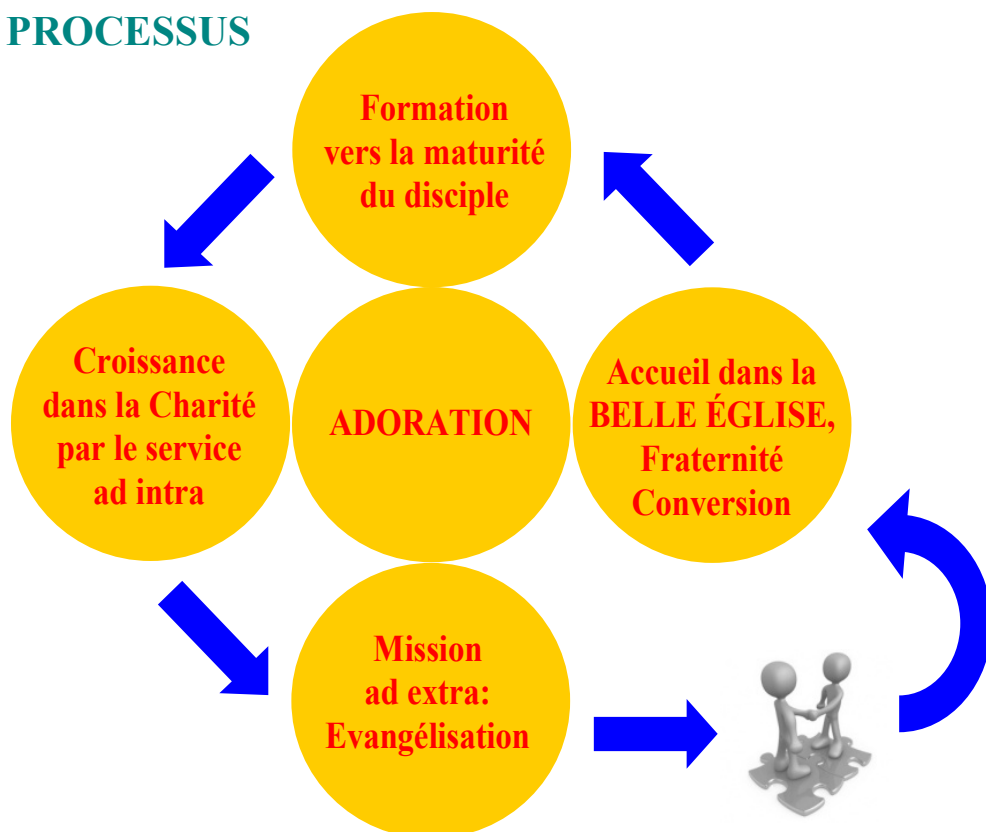 PROCESSUS
Formation
vers la maturité
du disciple
Croissance
dans la Charité
par le service
ad intra
ADORATION
Accueil dans la
BELLE ÉGLISE,
Fraternité
Conversion
Mission
ad extra:
Evangélisation